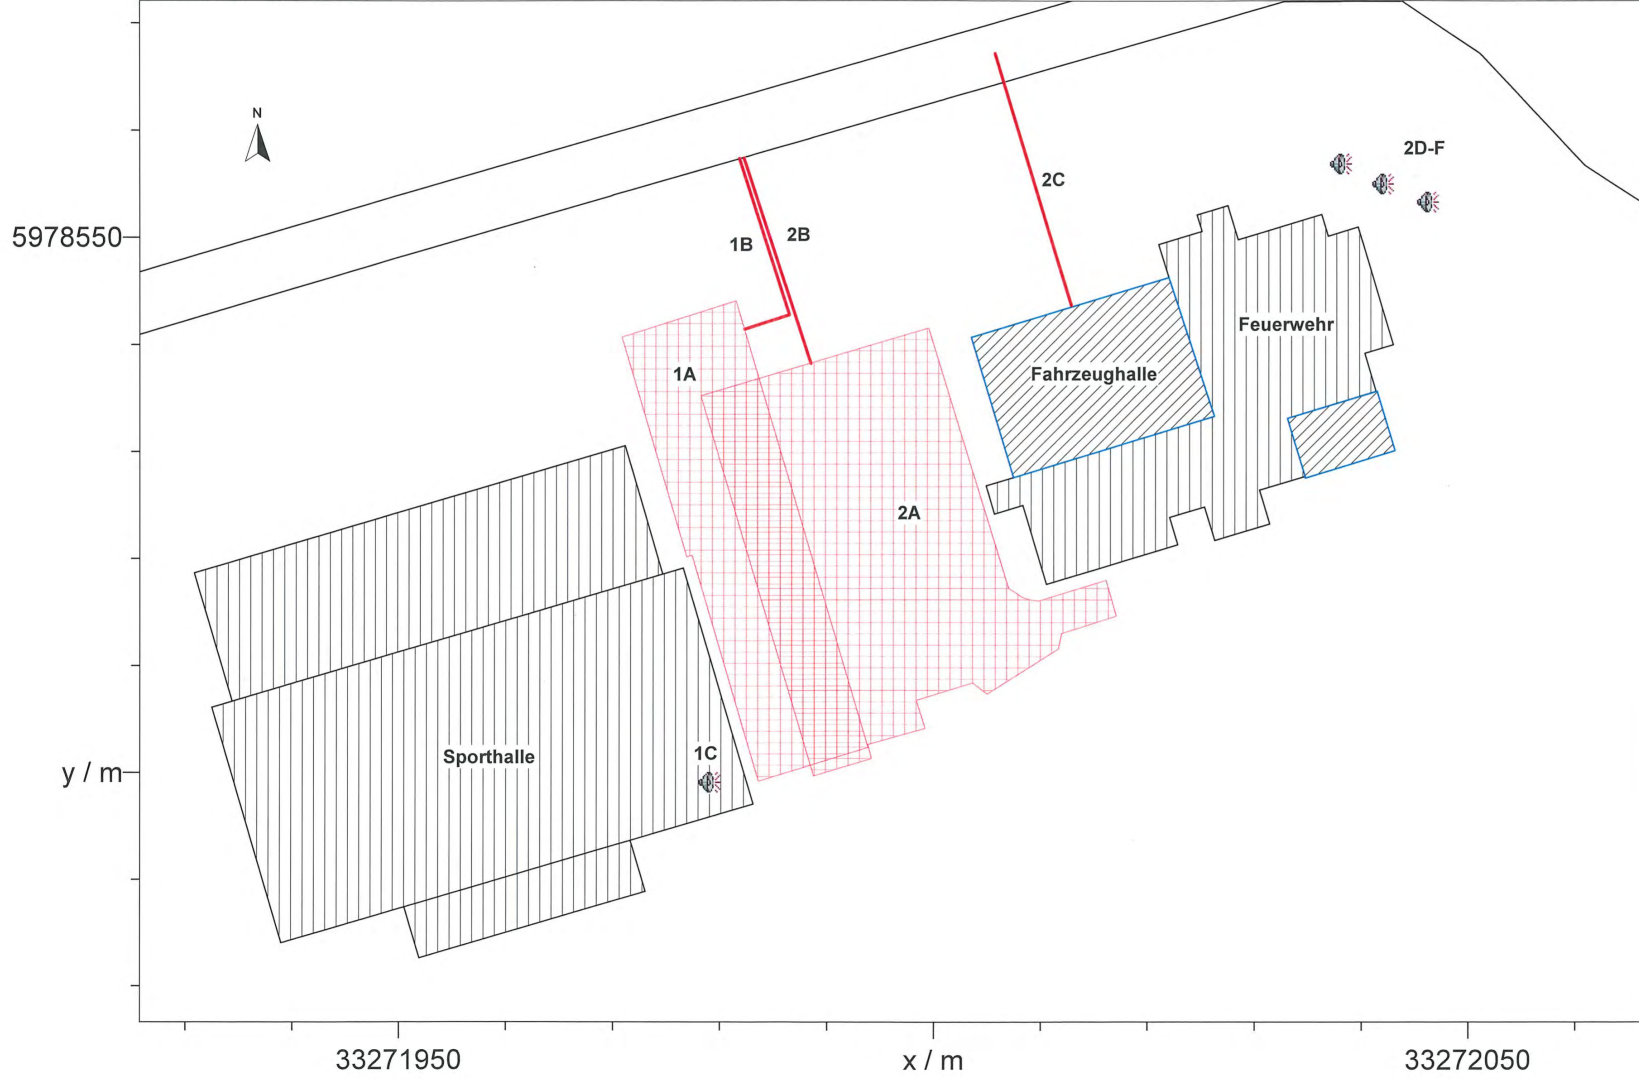 N
2D-F
2C
5978550
1B
2B
Feuerwehr
1A
Fahrzeughalle
2A
Sporthalle
1C
y / m
33271950
x / m
33272050